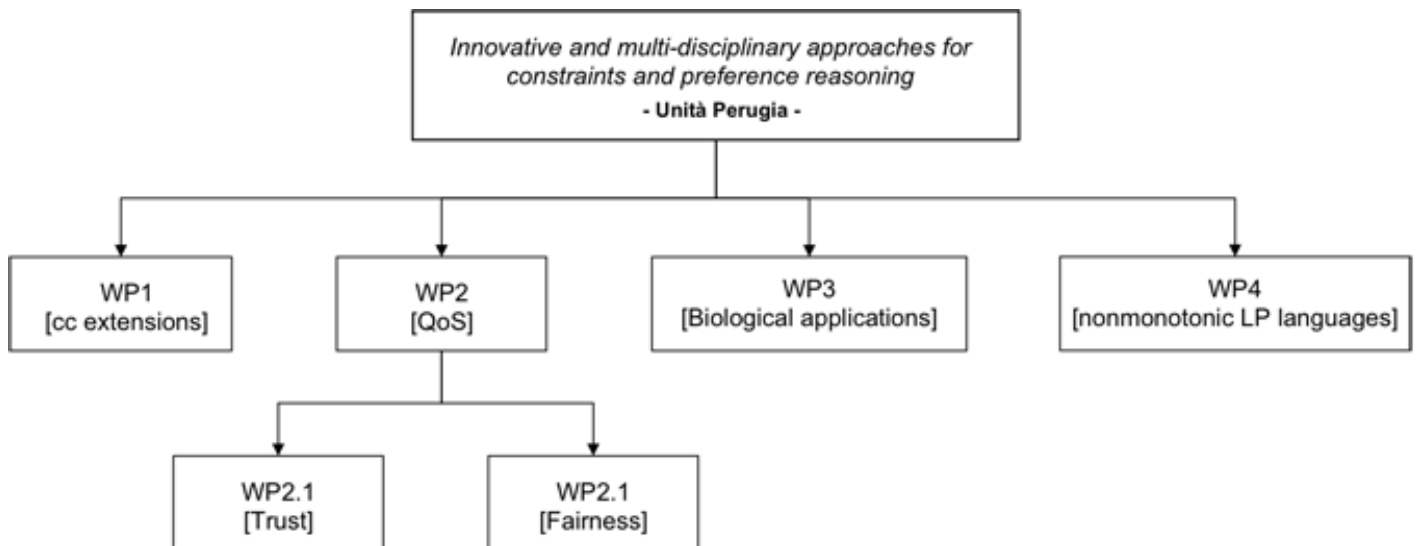 Innovative and multi-disciplinary approaches for
constraints and preference reasoning
- Unità Perugia -
WP1
[cc extensions]
WP2
[QoS]
WP3
[Biological applications]
WP4
[nonmonotonic LP languages]
WP2.1
[Trust]
WP2.1
[Fairness]